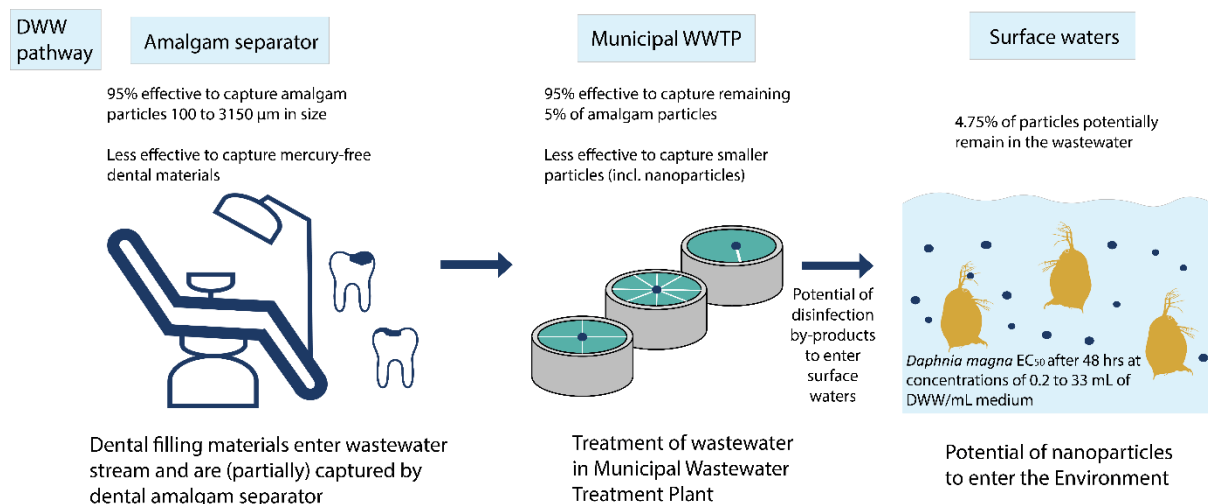 DWW
pathway
Amalgam separator
95% effective to capture amalgam
particles 100 to 3150 µm in size
Less effective to capture mercury-free
dental materials
Dental filling materials enter wastewater
stream and are (partially) captured by
dental amalgam separator
Municipal WWTP
95% effective to capture remaining
5% of amalgam particles
Less effective to capture smaller
particles (incl. nanoparticles)
Treatment of wastewater
in Municipal Wastewater
Treatment Plant
Potential of
disinfection
by-products
to enter
surface
waters
Surface waters
4.75% of particles potentially
remain in the wastewater
Daphnia magna EC₅₀ after 48 hrs at
concentrations of 0.2 to 33 mL of
DWW/mL medium
Potential of nanoparticles
to enter the Environment